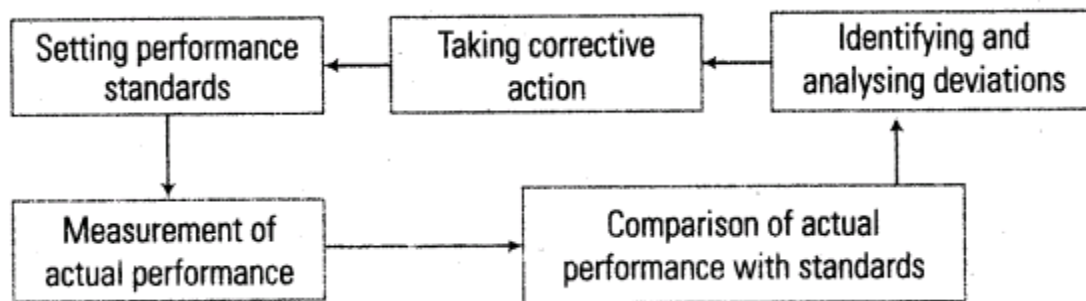 Setting performance
standards
Taking corrective
action
Identifying and
analysing deviations
Measurement of
actual performance
Comparison of actual
performance with standards